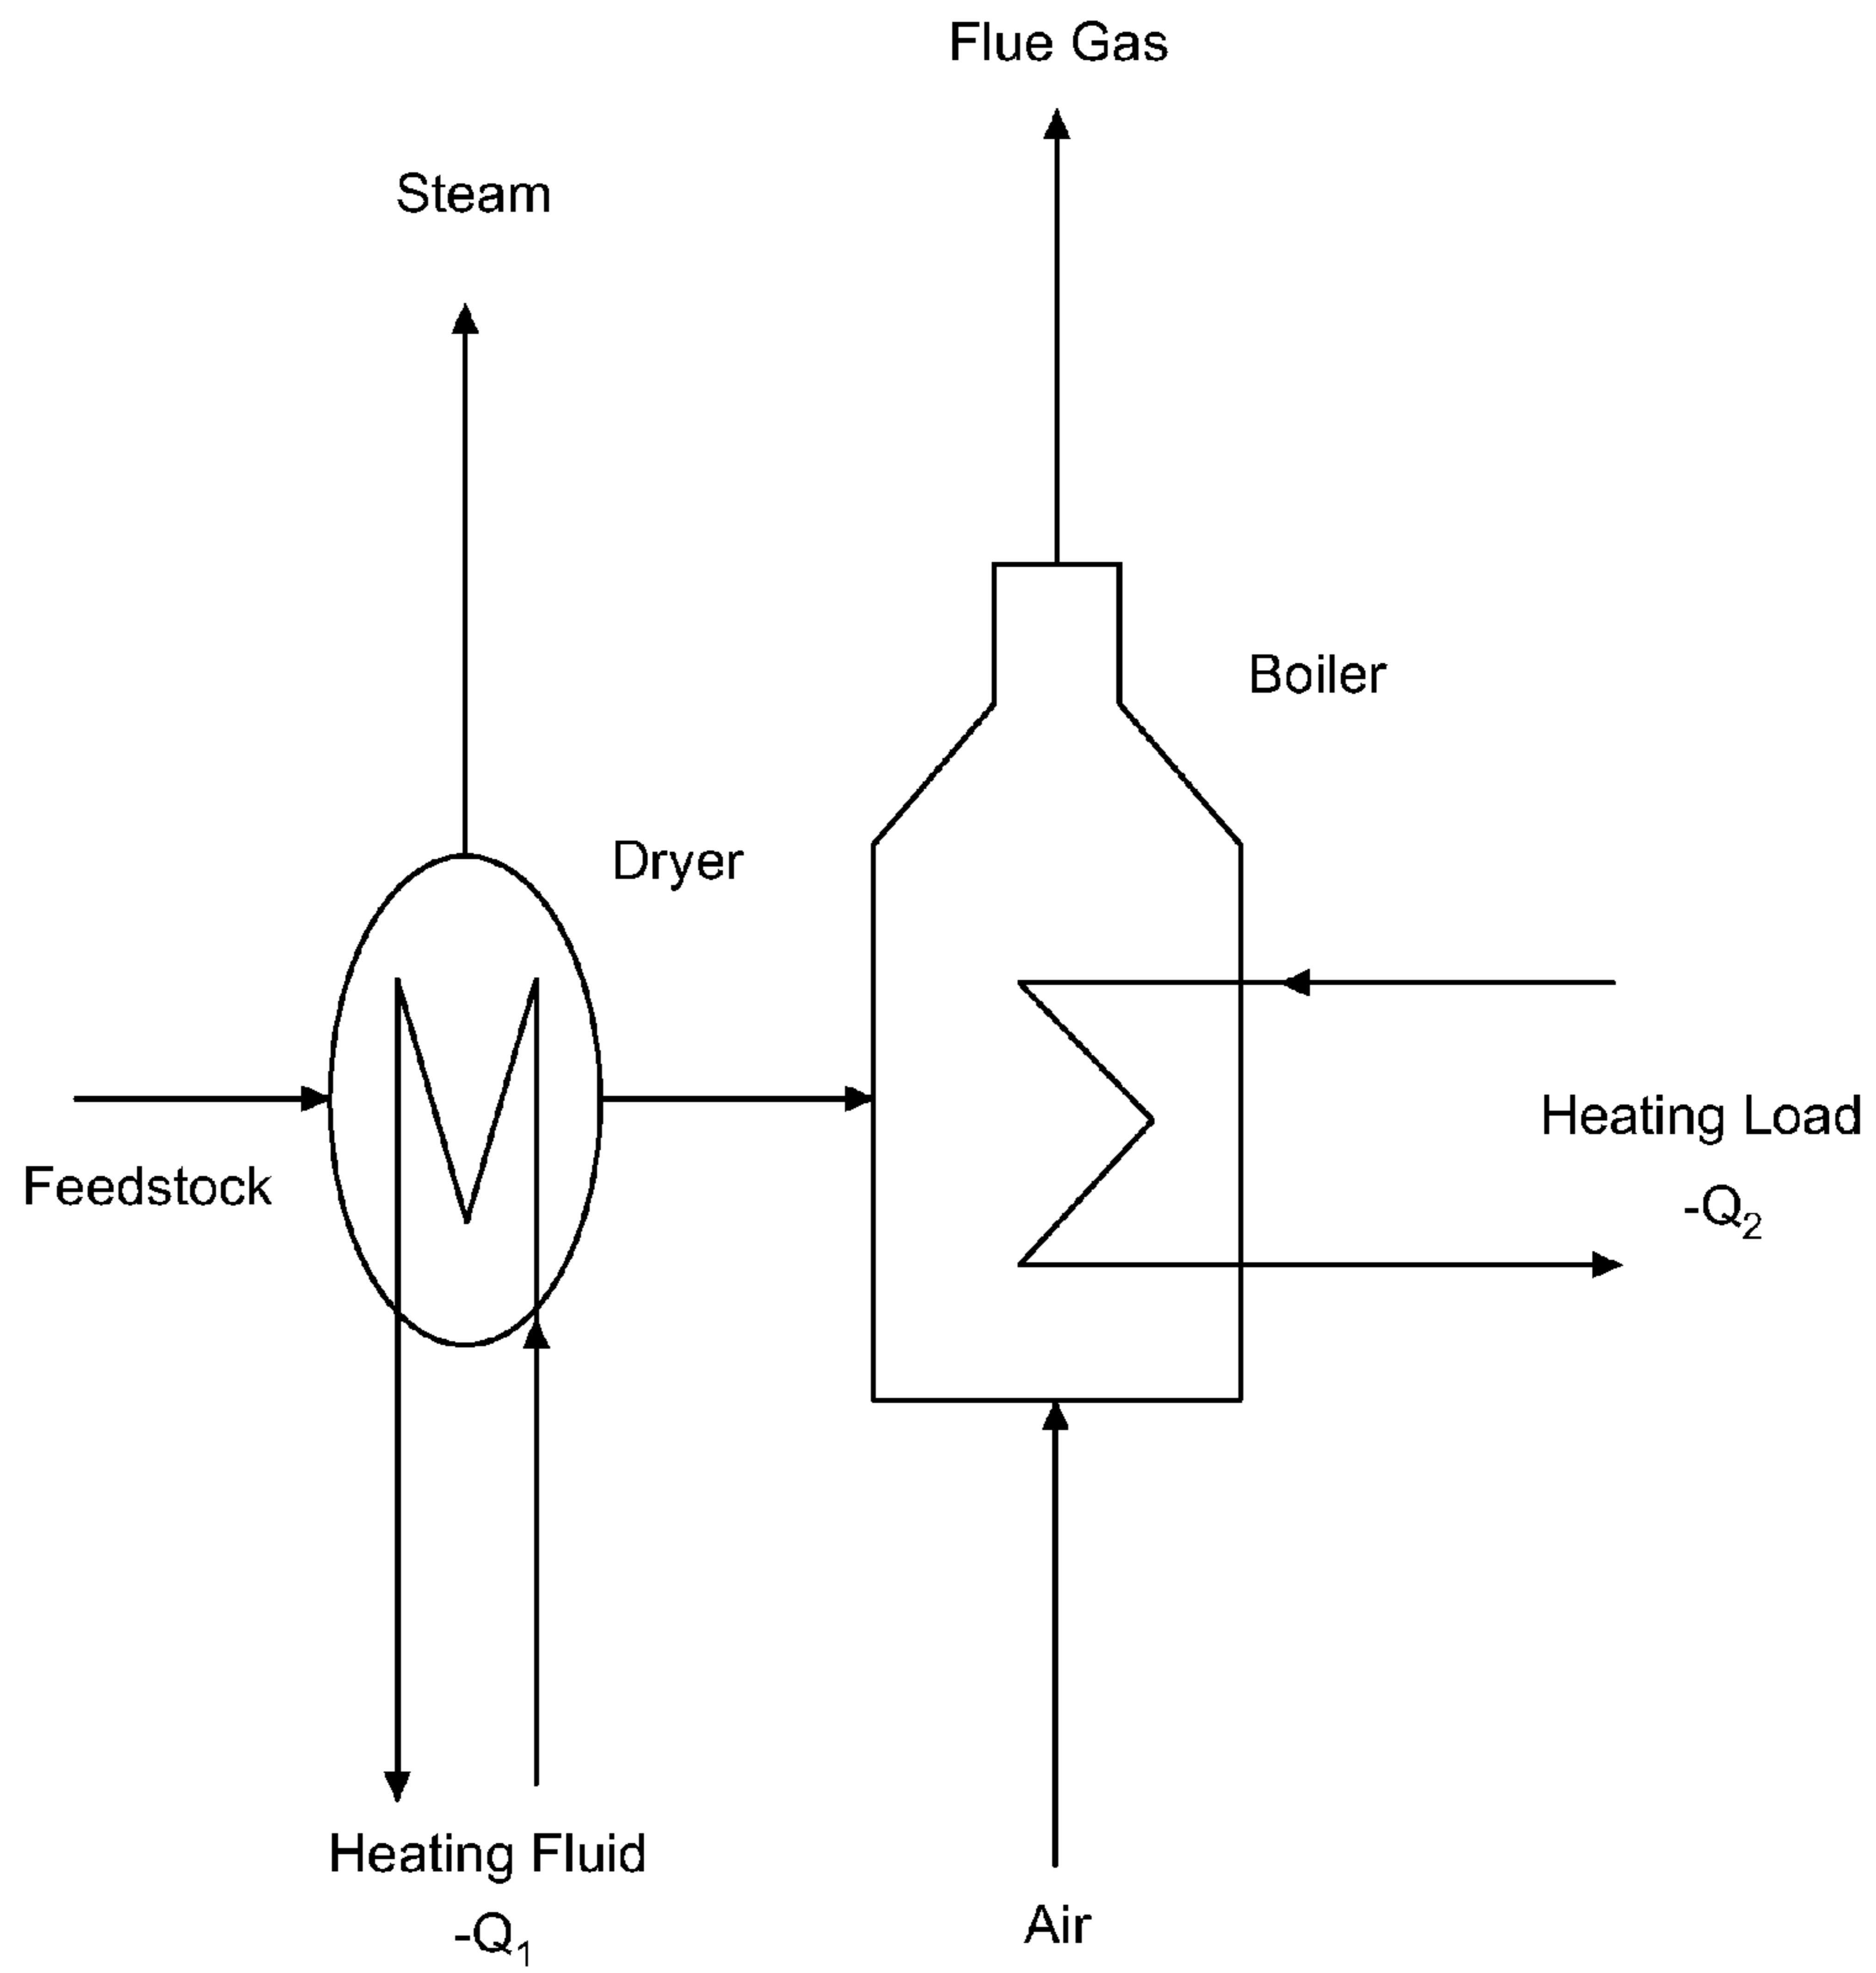 Flue Gas
Steam
Boiler
Dryer
Heating Load
-Q₂
Feedstock
Heating Fluid
-Q₁
Air